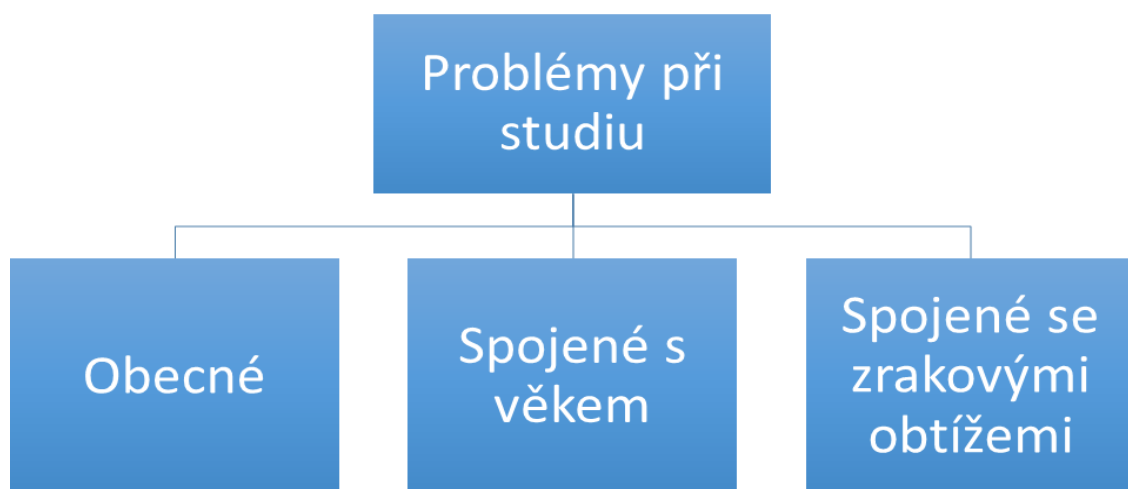 Problémy při
studiu
Obecné
Spojené s
věkem
Spojené se
zrakovými
obtížemi